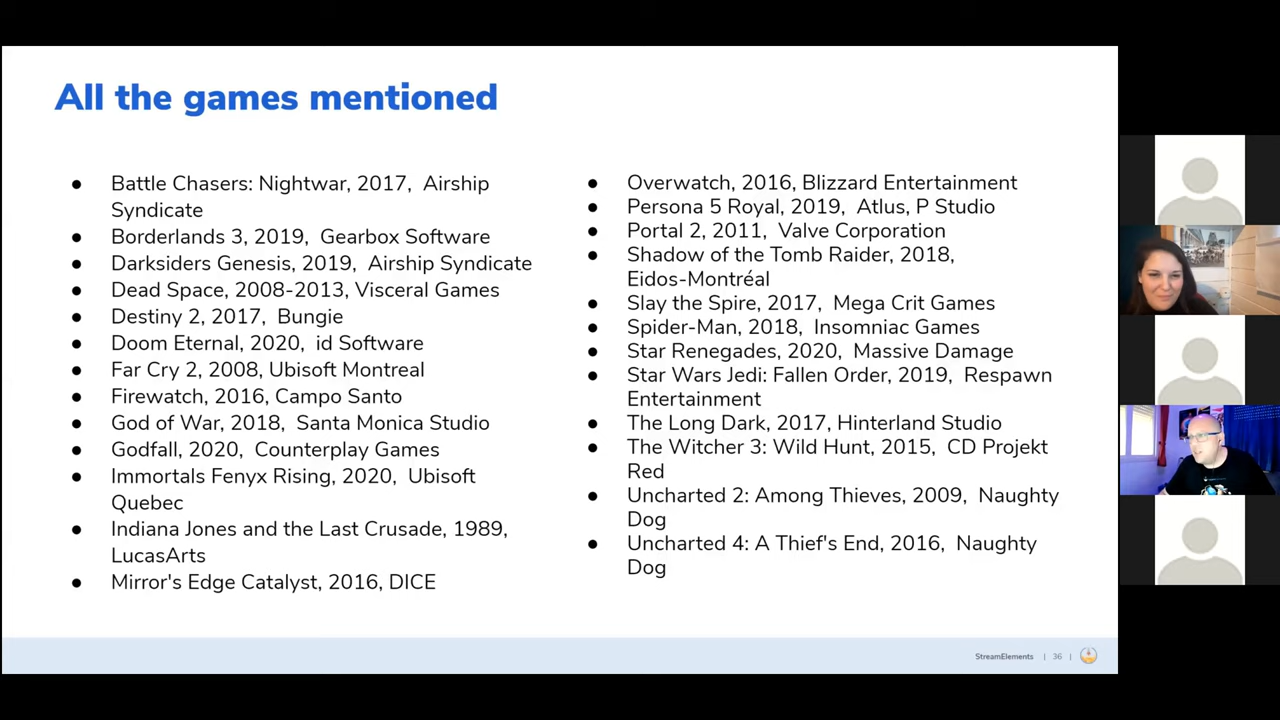 All the games mentioned
● Battle Chasers: Nightwar, 2017, Airship
Syndicate
● Borderlands 3, 2019, Gearbox Software
● Darksiders Genesis, 2019, Airship Syndicate
● Dead Space, 2008-2013, Visceral Games
● Destiny 2, 2017, Bungie
● Doom Eternal, 2020, id Software
● Far Cry 2, 2008, Ubisoft Montreal
● Firewatch, 2016, Campo Santo
● God of War, 2018, Santa Monica Studio
● Godfall, 2020, Counterplay Games
● Immortals Fenyx Rising, 2020, Ubisoft
Quebec
● Indiana Jones and the Last Crusade, 1989,
LucasArts
● Mirror's Edge Catalyst, 2016, DICE
● Overwatch, 2016, Blizzard Entertainment
● Persona 5 Royal, 2019, Atlus, P Studio
● Portal 2, 2011, Valve Corporation
● Shadow of the Tomb Raider, 2018,
Eidos-Montréal
● Slay the Spire, 2017, Mega Crit Games
● Spider-Man, 2018, Insomniac Games
● Star Renegades, 2020, Massive Damage
● Star Wars Jedi: Fallen Order, 2019, Respawn
Entertainment
● The Long Dark, 2017, Hinterland Studio
● The Witcher 3: Wild Hunt, 2015, CD Projekt
Red
● Uncharted 2: Among Thieves, 2009, Naughty
Dog
● Uncharted 4: A Thief's End, 2016, Naughty
Dog
StreamElements | 36 |